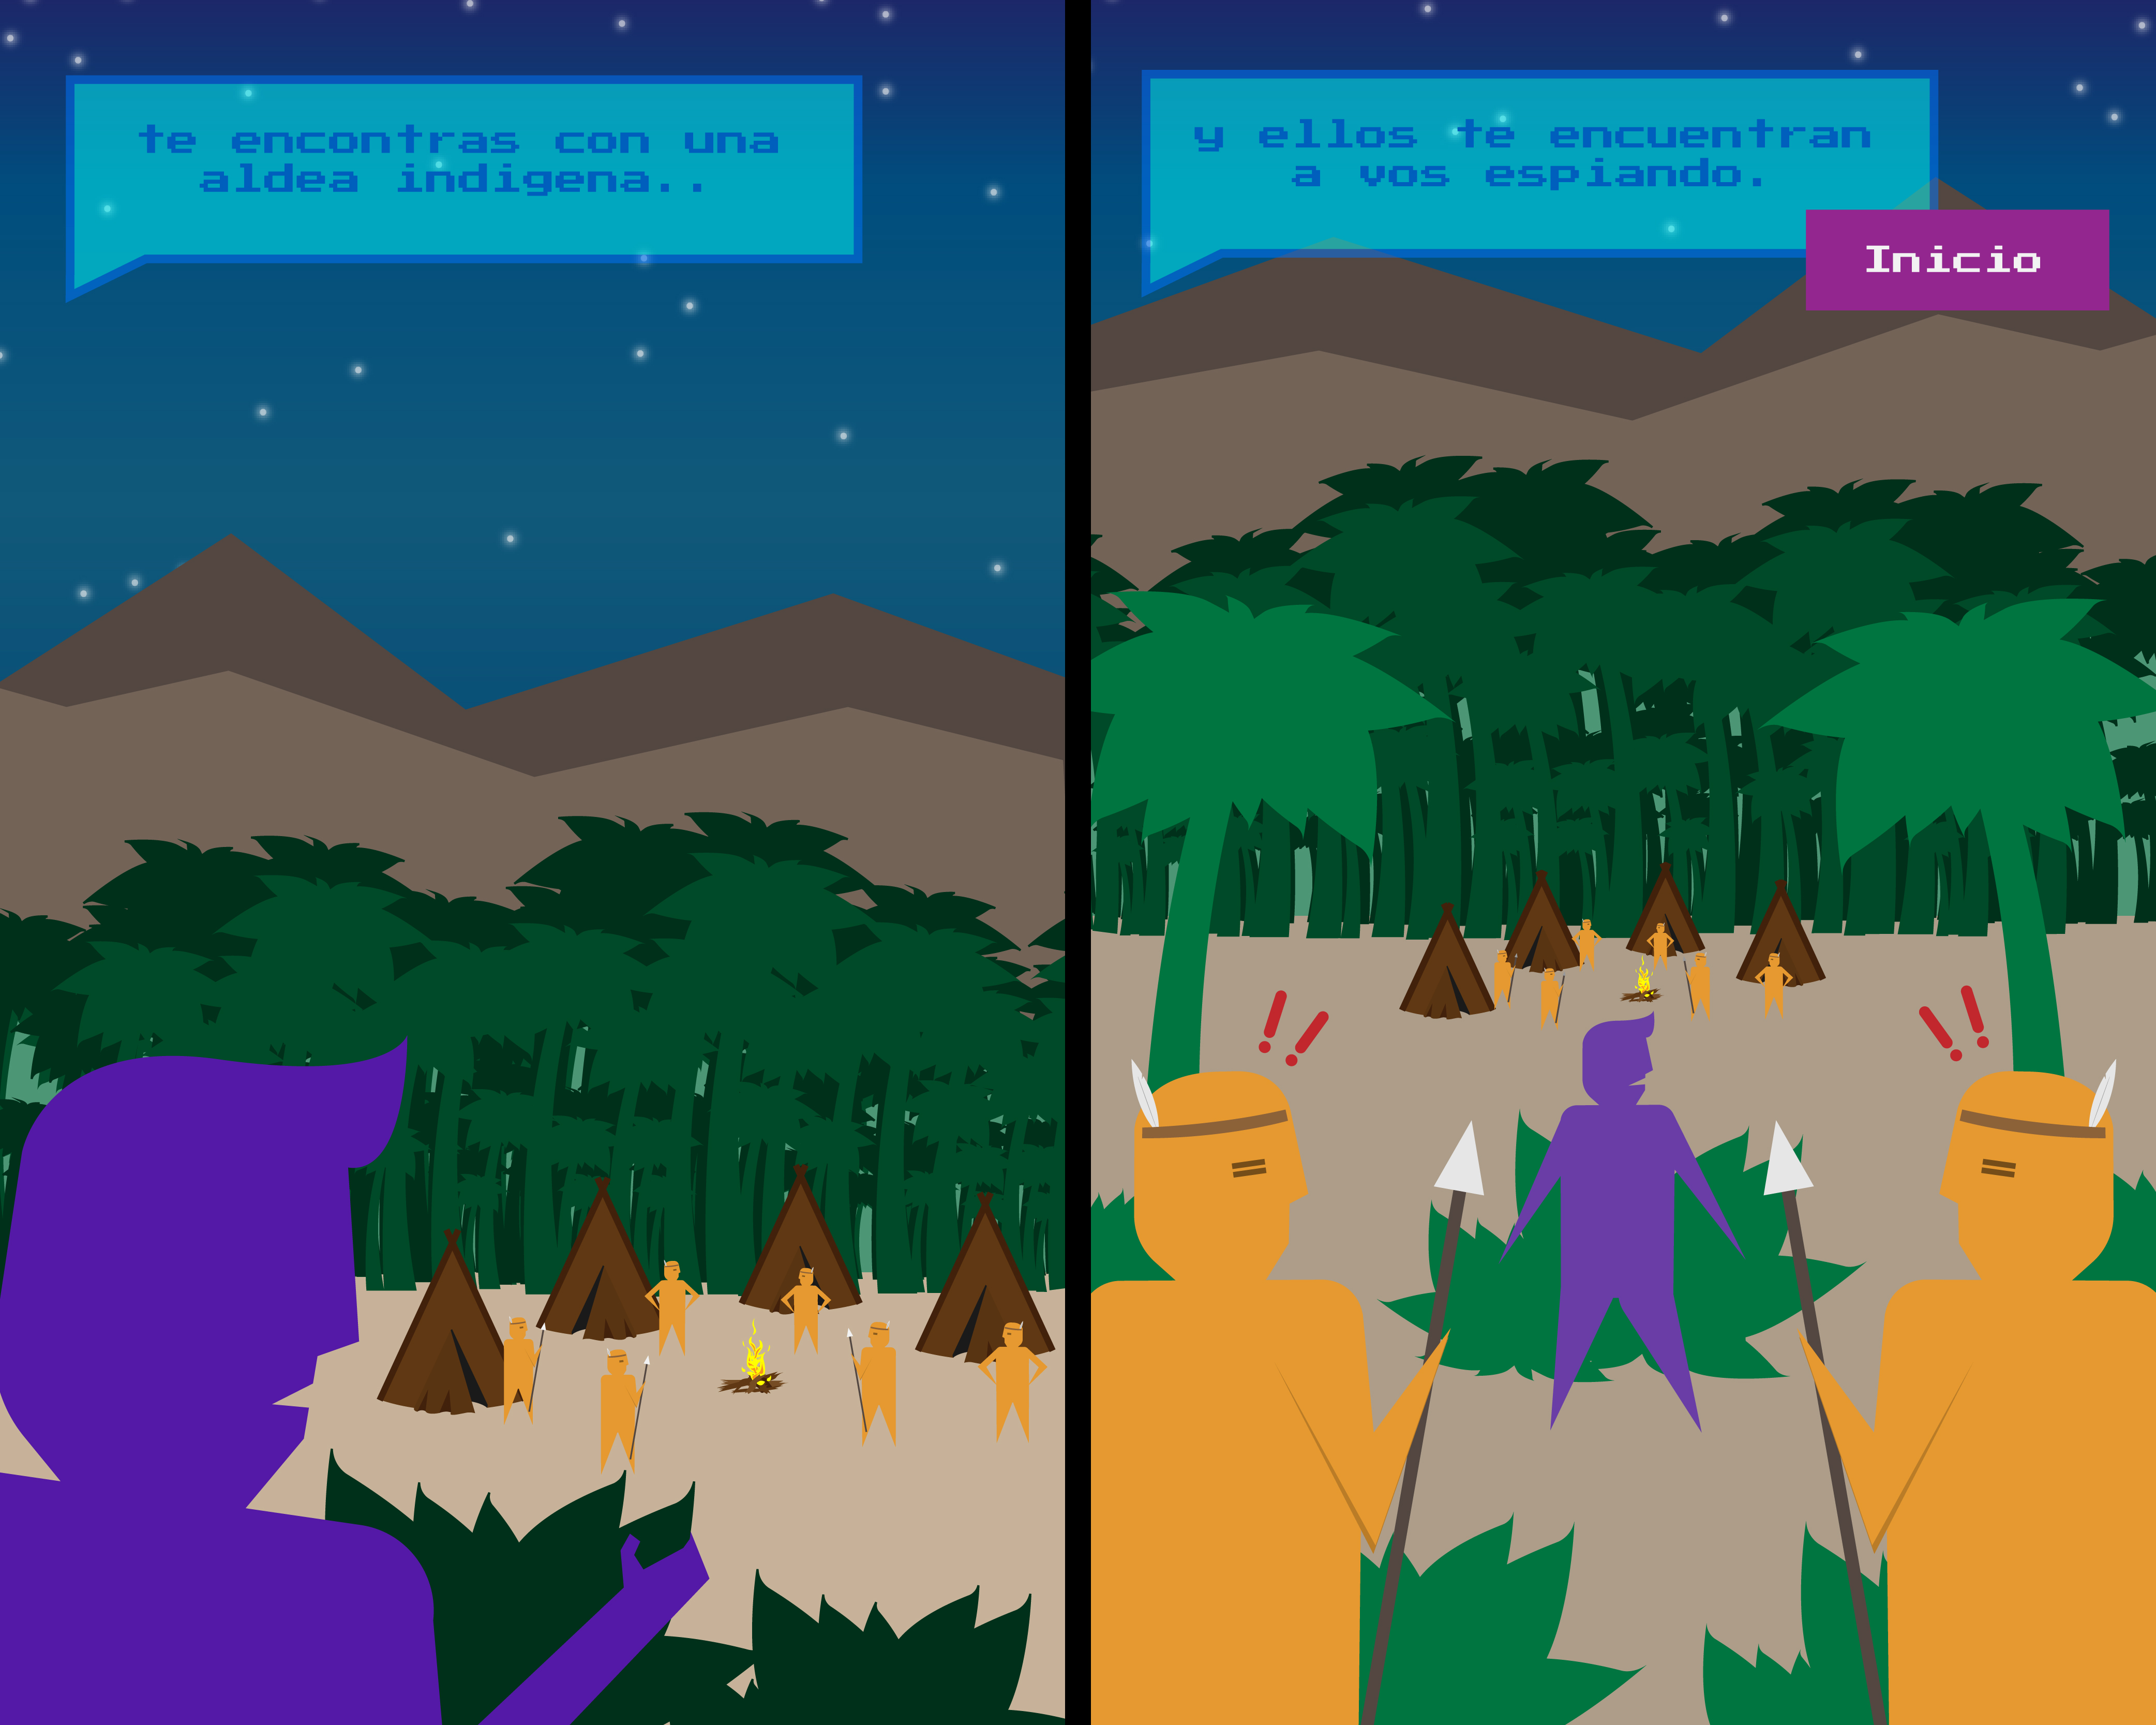 te encontras con una
aldea indigena..
y ellos te encuentran
a vos espiando.
Inicio